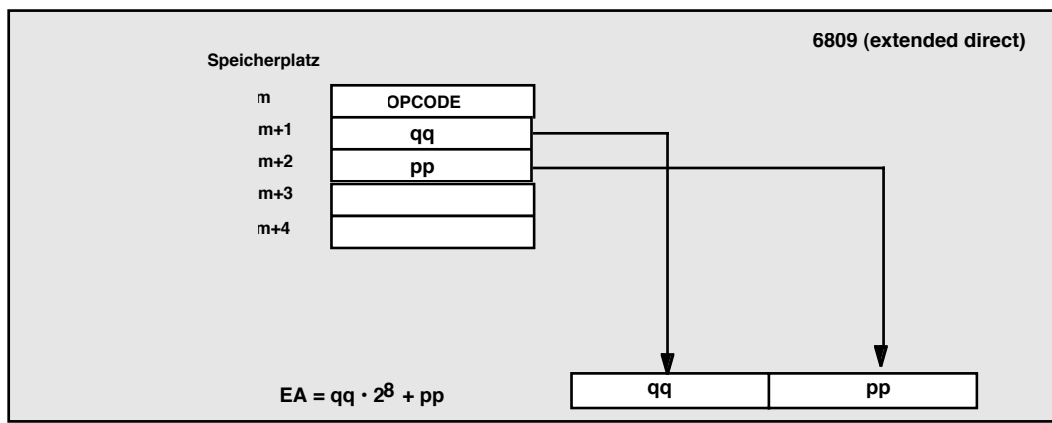 6809 (extended direct)
Speicherplatz
m OPCODE
m+1 qq
m+2 pp
m+3
m+4
EA = qq · 2⁸ + pp
qq pp